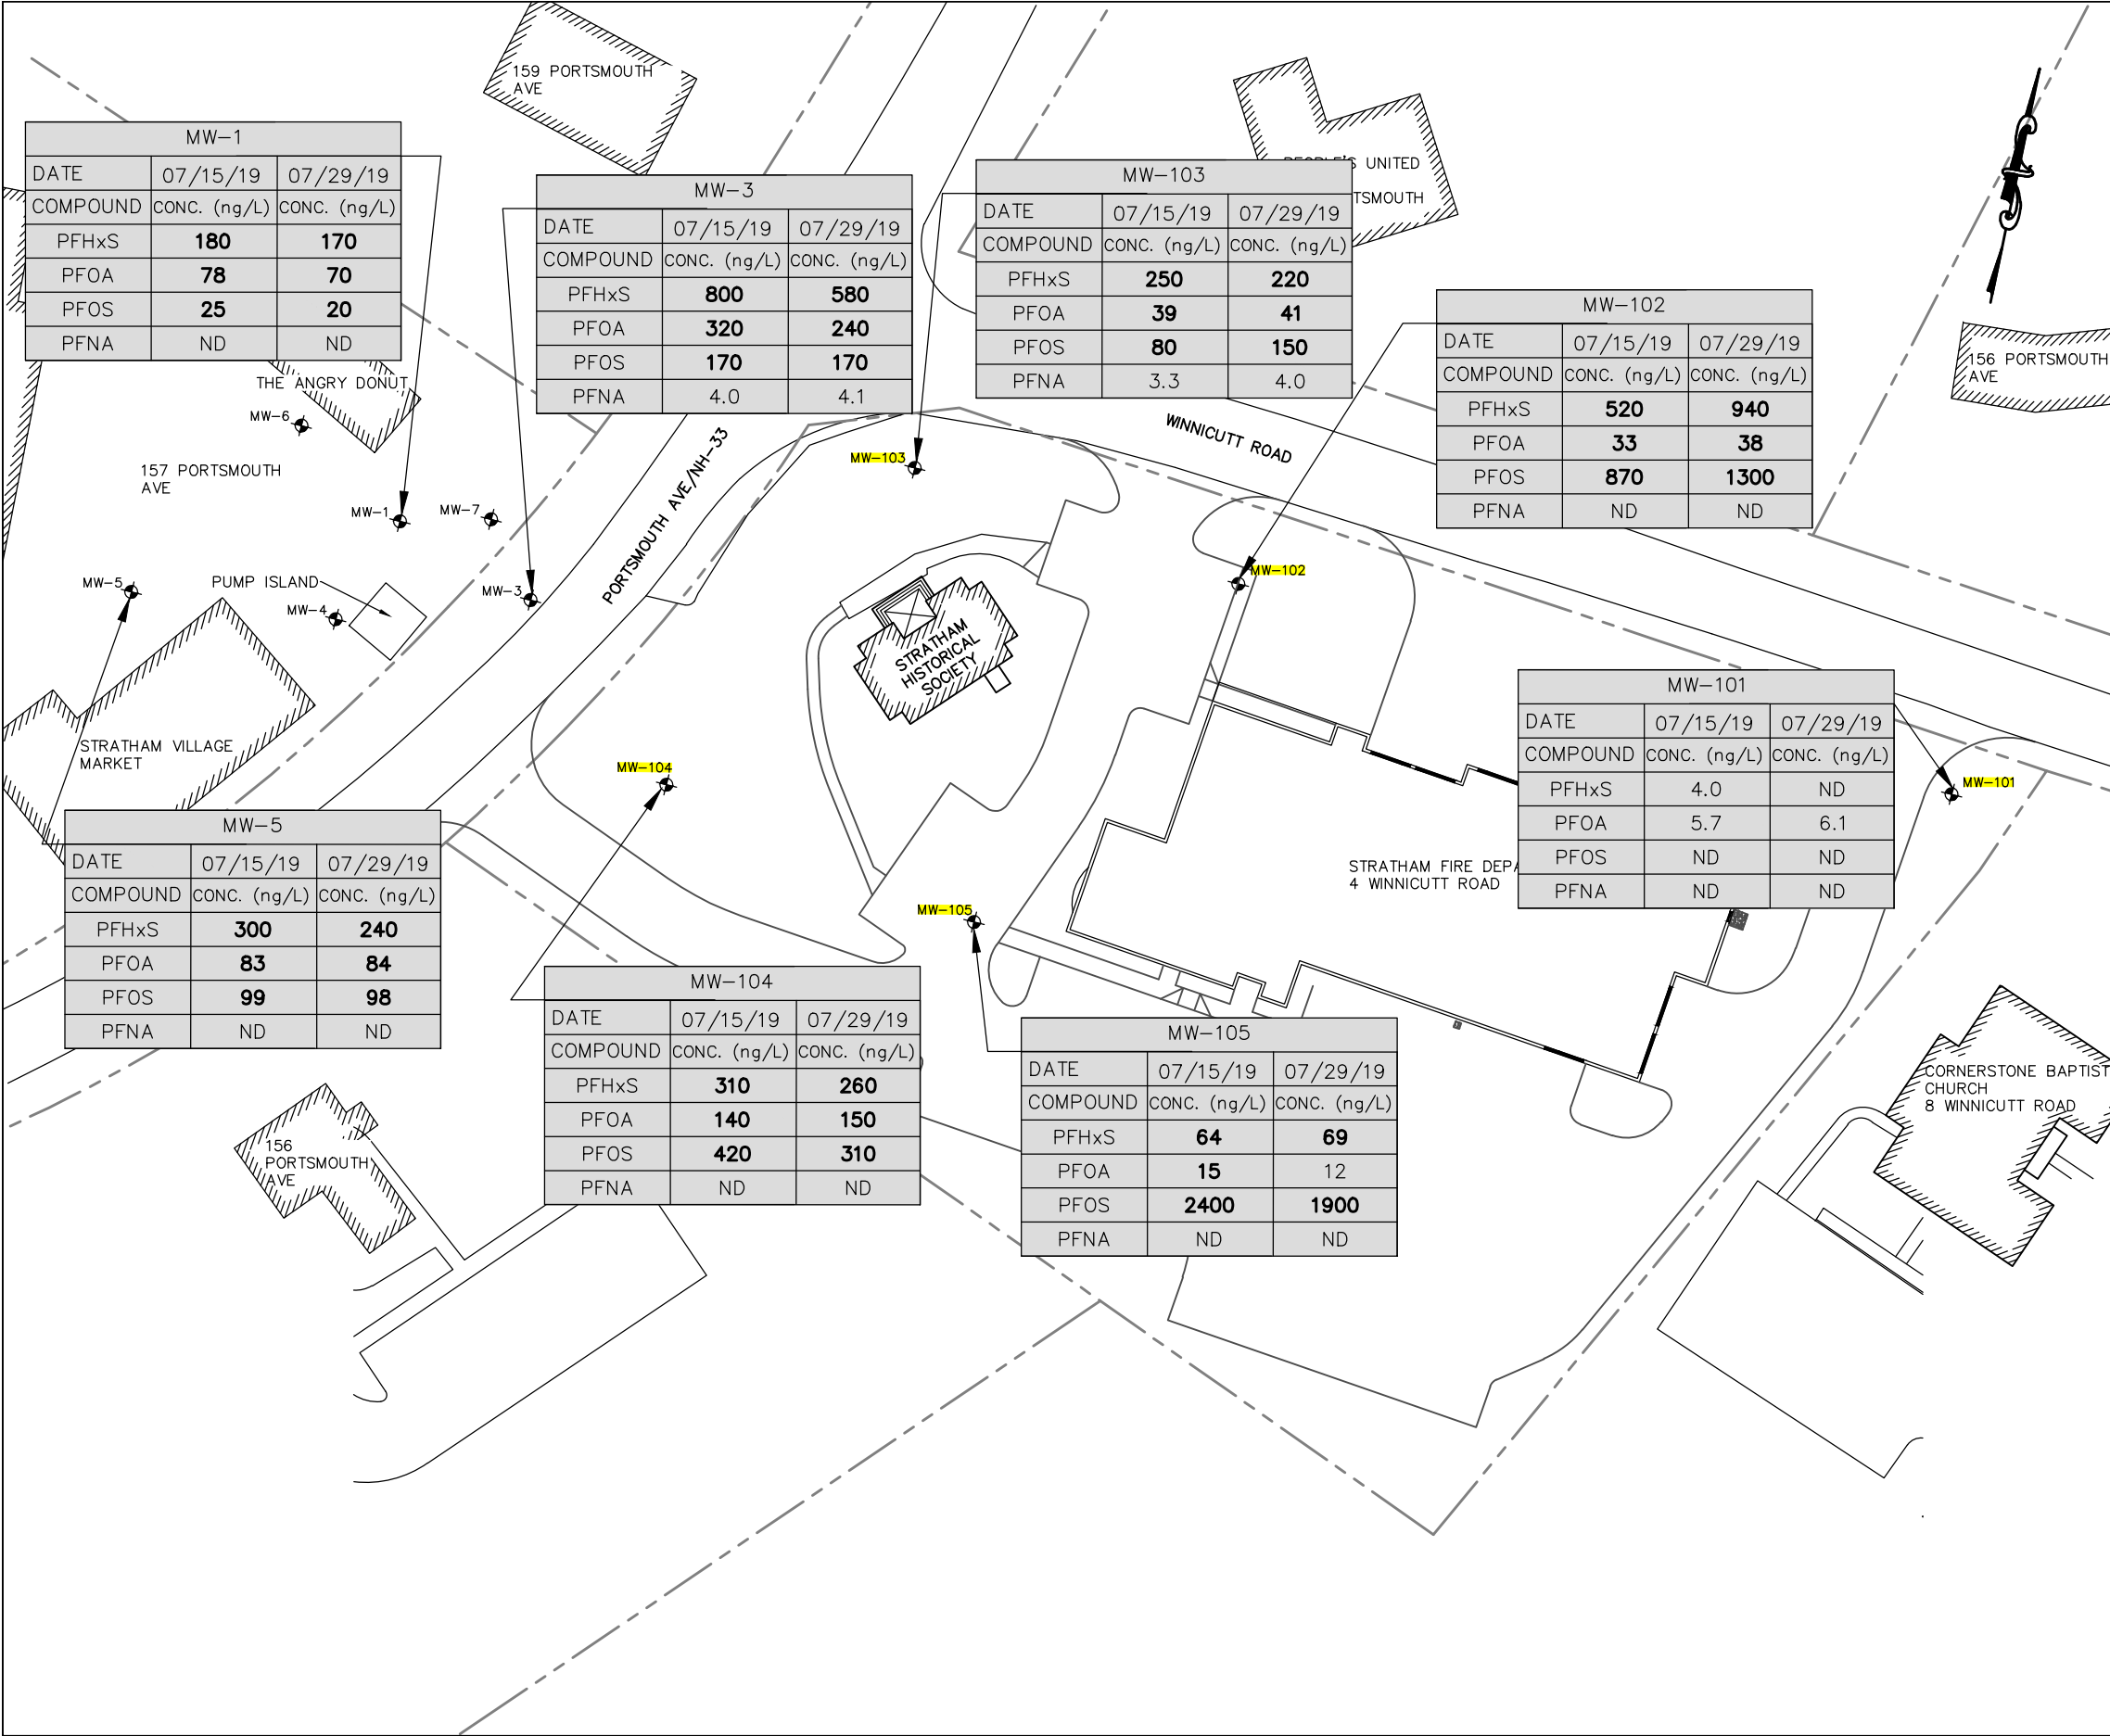 159 PORTSMOUTH
AVE
MW-1
DATE 07/15/19 07/29/19
COMPOUND CONC. (ng/L) CONC. (ng/L)
PFHxS 180 170
PFOA 78 70
PFOS 25 20
PFNA ND ND
MW-3
DATE 07/15/19 07/29/19
COMPOUND CONC. (ng/L) CONC. (ng/L)
PFHxS 800 580
PFOA 320 240
PFOS 170 170
PFNA 4.0 4.1
UNITED
TSMOUTH
MW-103
DATE 07/15/19 07/29/19
COMPOUND CONC. (ng/L) CONC. (ng/L)
PFHxS 250 220
PFOA 39 41
PFOS 80 150
PFNA 3.3 4.0
MW-102
DATE 07/15/19 07/29/19
COMPOUND CONC. (ng/L) CONC. (ng/L)
PFHxS 520 940
PFOA 33 38
PFOS 870 1300
PFNA ND ND
156 PORTSMOUTH
AVE
THE ANGRY DONUT
MW-6
157 PORTSMOUTH
AVE
MW-1
MW-7
MW-5
PUMP ISLAND
MW-4
MW-3
PORTSMOUTH AVE/NH-33
MW-103
WINNICUTT ROAD
MW-102
STRATHAM
HISTORICAL
SOCIETY
STRATHAM VILLAGE
MARKET
MW-104
MW-101
DATE 07/15/19 07/29/19
COMPOUND CONC. (ng/L) CONC. (ng/L)
PFHxS 4.0 ND
PFOA 5.7 6.1
PFOS ND ND
PFNA ND ND
MW-101
STRATHAM FIRE DEPA
4 WINNICUTT ROAD
MW-105
MW-5
DATE 07/15/19 07/29/19
COMPOUND CONC. (ng/L) CONC. (ng/L)
PFHxS 300 240
PFOA 83 84
PFOS 99 98
PFNA ND ND
MW-104
DATE 07/15/19 07/29/19
COMPOUND CONC. (ng/L) CONC. (ng/L)
PFHxS 310 260
PFOA 140 150
PFOS 420 310
PFNA ND ND
MW-105
DATE 07/15/19 07/29/19
COMPOUND CONC. (ng/L) CONC. (ng/L)
PFHxS 64 69
PFOA 15 12
PFOS 2400 1900
PFNA ND ND
CORNERSTONE BAPTIST
CHURCH
8 WINNICUTT ROAD
156
PORTSMOUTH
AVE